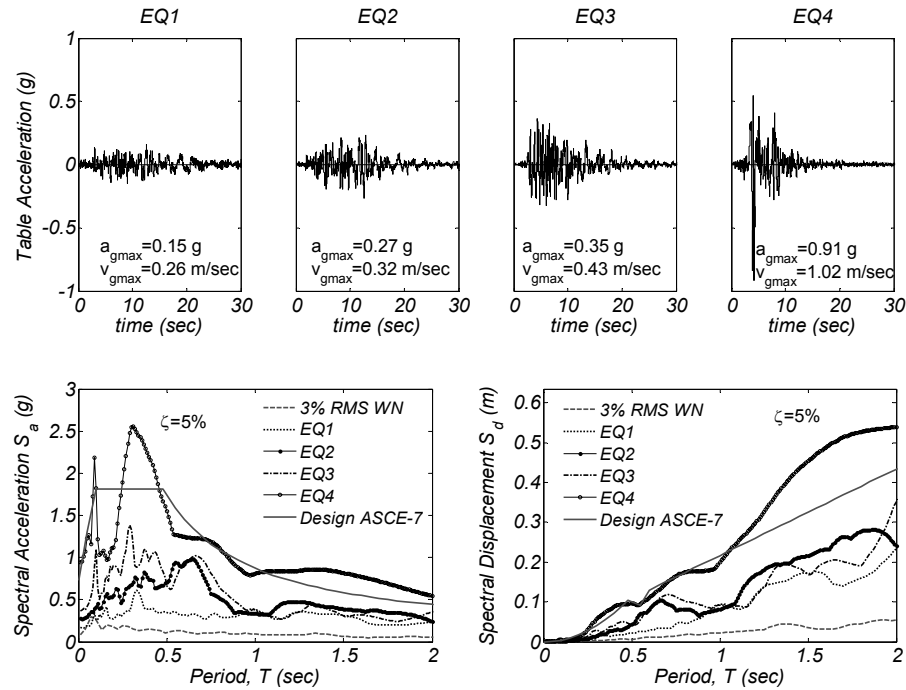 EQ1
EQ2
EQ3
EQ4
Table Acceleration (g)
1
0.5
0
-0.5
-1
a_gmax=0.15 g
v_gmax=0.26 m/sec
a_gmax=0.27 g
v_gmax=0.32 m/sec
a_gmax=0.35 g
v_gmax=0.43 m/sec
a_gmax=0.91 g
v_gmax=1.02 m/sec
0 10 20 30
0 10 20 30
0 10 20 30
0 10 20 30
time (sec)
time (sec)
time (sec)
time (sec)
Spectral Acceleration S_a (g)
3
2.5
2
1.5
1
0.5
0
ζ=5%
3% RMS WN
EQ1
EQ2
EQ3
EQ4
Design ASCE-7
0 0.5 1 1.5 2
Period, T (sec)
Spectral Displacement S_d (m)
0.6
0.5
0.4
0.3
0.2
0.1
0
3% RMS WN
EQ1
EQ2
EQ3
EQ4
Design ASCE-7
ζ=5%
0 0.5 1 1.5 2
Period, T (sec)